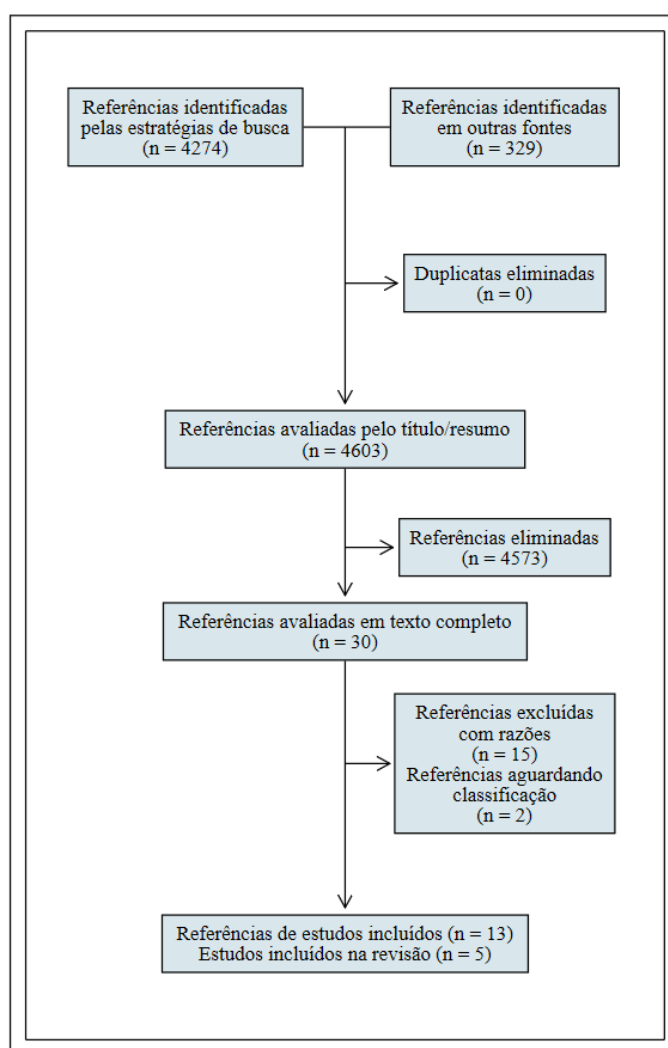 Referências identificadas
pelas estratégias de busca
(n = 4274)
Referências identificadas
em outras fontes
(n = 329)
Duplicatas eliminadas
(n = 0)
Referências avaliadas pelo título/resumo
(n = 4603)
Referências eliminadas
(n = 4573)
Referências avaliadas em texto completo
(n = 30)
Referências excluídas
com razões
(n = 15)
Referências aguardando
classificação
(n = 2)
Referências de estudos incluídos (n = 13)
Estudos incluídos na revisão (n = 5)